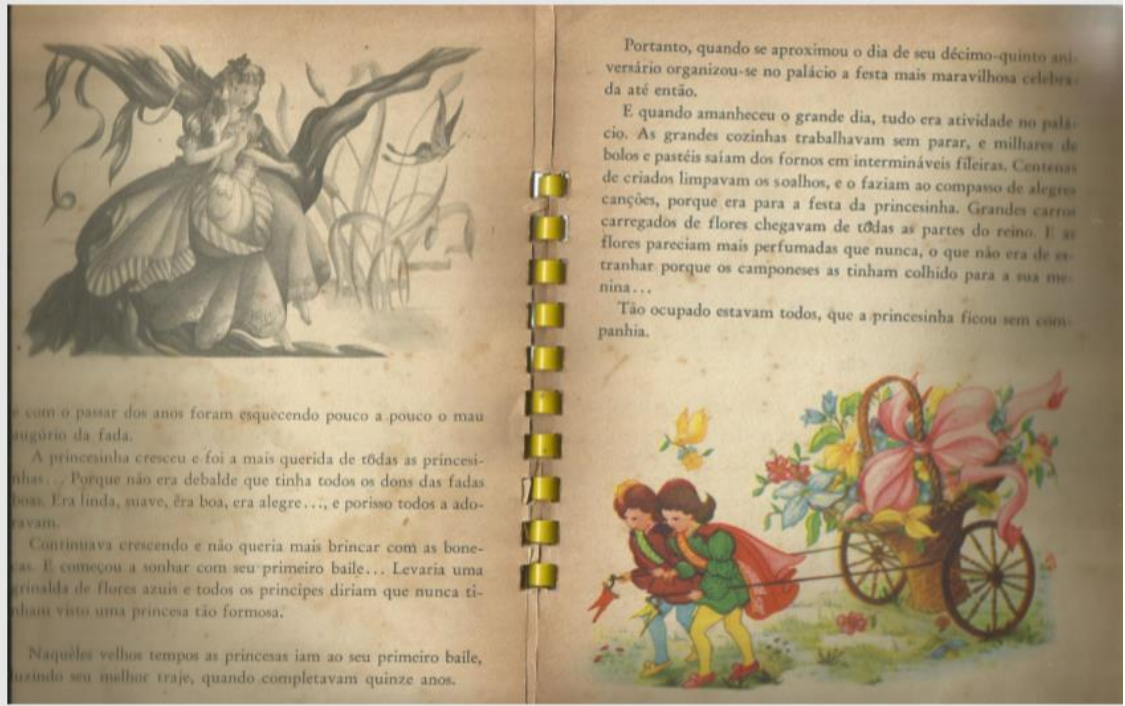 e com o passar dos anos foram esquecendo pouco a pouco o mau
augúrio da fada.
A princesinha cresceu e foi a mais querida de tôdas as princesi-
nhas... Porque não era debalde que tinha todos os dons das fadas
boas. Era linda, suave, êra boa, era alegre..., e porisso todos a ado-
ravam.
Continuava crescendo e não queria mais brincar com as bone-
cas. E começou a sonhar com seu primeiro baile... Levaria uma
grinalda de flores azuis e todos os príncipes diriam que nunca ti-
nham visto uma princesa tão formosa.
Naquêles velhos tempos as princesas iam ao seu primeiro baile,
luzindo seu melhor traje, quando completavam quinze anos.
Portanto, quando se aproximou o dia de seu décimo-quinto ani-
versário organizou-se no palácio a festa mais maravilhosa celebra-
da até então.
E quando amanheceu o grande dia, tudo era atividade no palá-
cio. As grandes cozinhas trabalhavam sem parar, e milhares de
bolos e pastéis saíam dos fornos em intermináveis fileiras. Centenas
de criados limpavam os soalhos, e o faziam ao compasso de alegres
canções, porque era para a festa da princesinha. Grandes carros
carregados de flores chegavam de tôdas as partes do reino. E as
flores pareciam mais perfumadas que nunca, o que não era de es-
tranhar porque os camponeses as tinham colhido para a sua me-
nina...
Tão ocupado estavam todos, que a princesinha ficou sem com-
panhia.